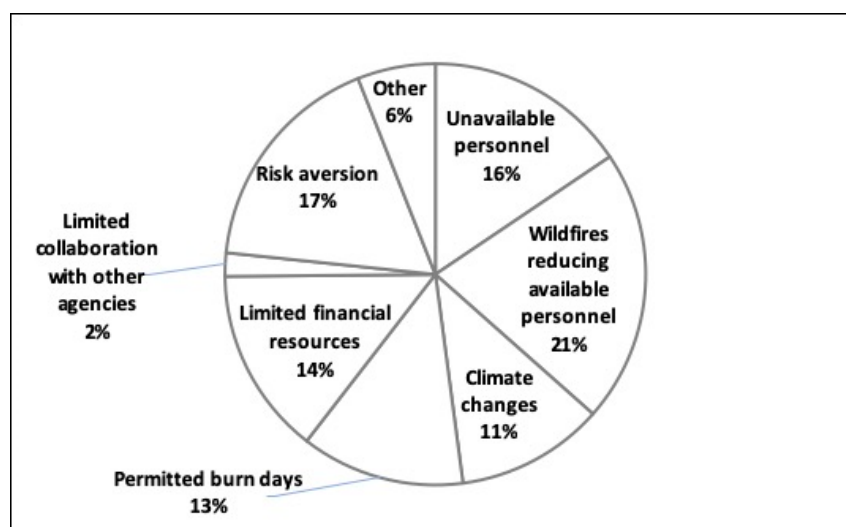 Other
6%
Unavailable
personnel
16%
Risk aversion
17%
Limited
collaboration
with other
agencies
2%
Wildfires
reducing
available
personnel
21%
Limited financial
resources
14%
Climate
changes
11%
Permitted burn days
13%